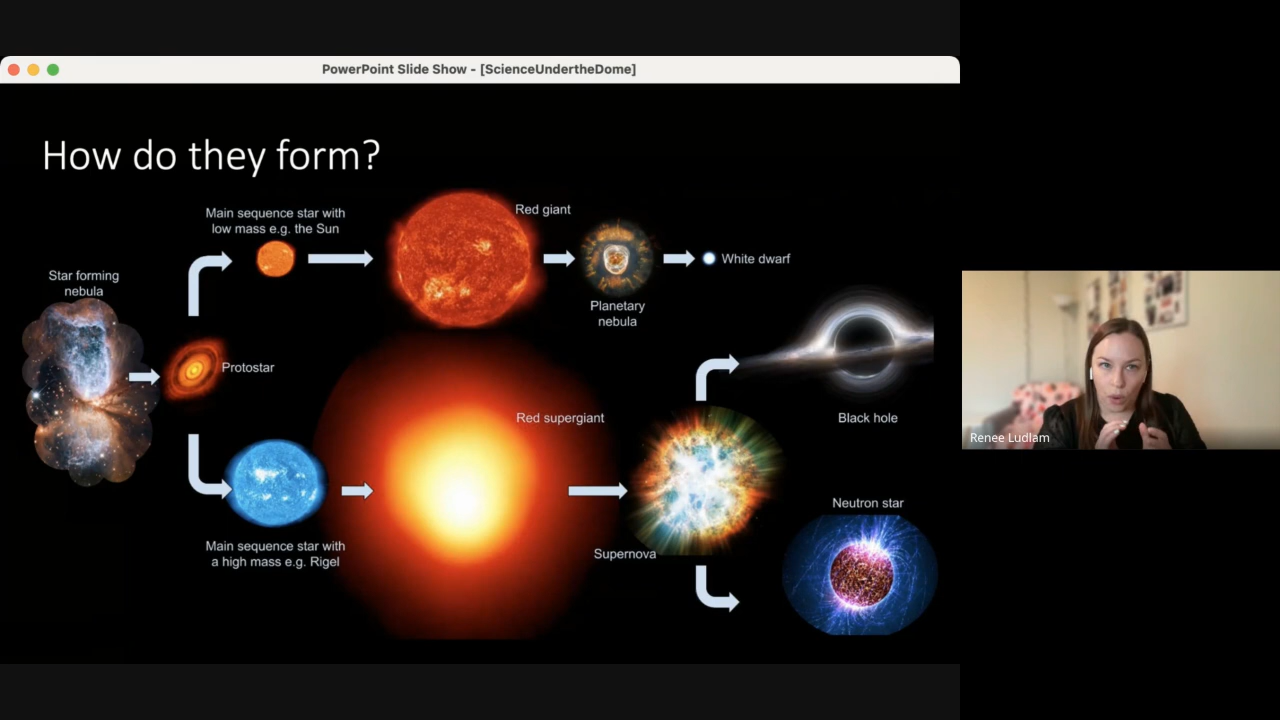 PowerPoint Slide Show - [ScienceUndertheDome]
How do they form?
Main sequence star with
low mass e.g. the Sun
Red giant
Star forming
nebula
White dwarf
Planetary
nebula
Protostar
Red supergiant
Black hole
Renee Ludlam
Neutron star
Main sequence star with
a high mass e.g. Rigel
Supernova